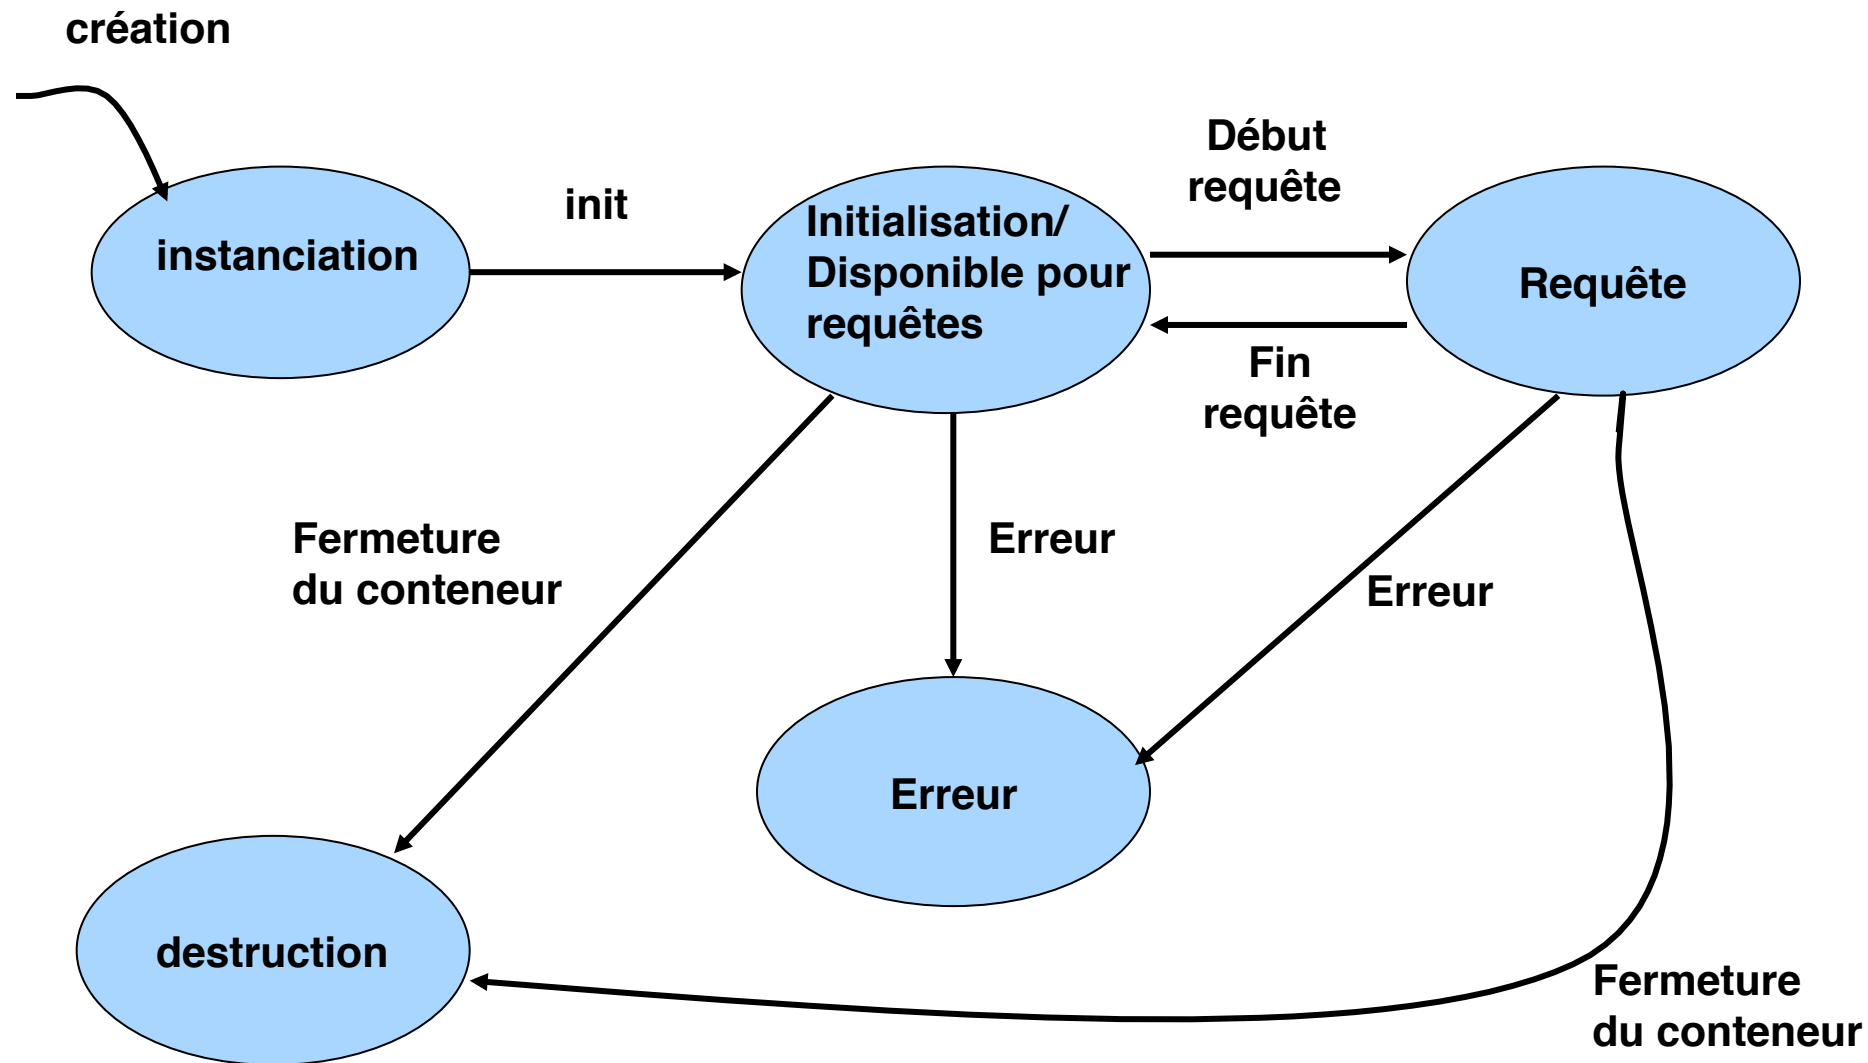 création
instanciation
init
Initialisation/
Disponible pour
requêtes
Début
requête
Requête
Fin
requête
Fermeture
du conteneur
Erreur
Erreur
Erreur
destruction
Fermeture
du conteneur